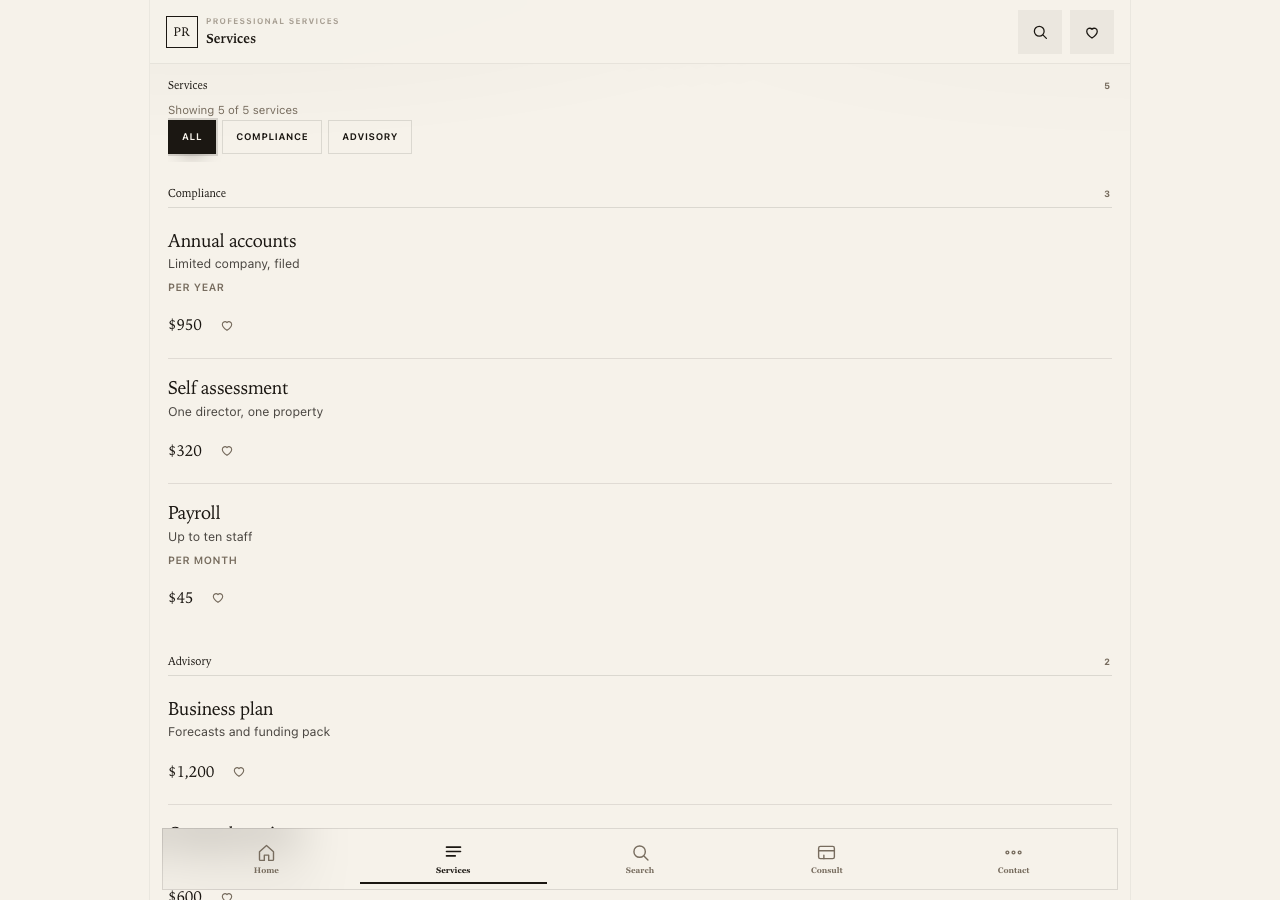 PR
PROFESSIONAL SERVICES
Services
Services
5
Showing 5 of 5 services
ALL
COMPLIANCE
ADVISORY
Compliance
3
Annual accounts
Limited company, filed
PER YEAR
$950
Self assessment
One director, one property
$320
Payroll
Up to ten staff
PER MONTH
$45
Advisory
2
Business plan
Forecasts and funding pack
$1,200
Home
Services
Search
Consult
Contact
$600